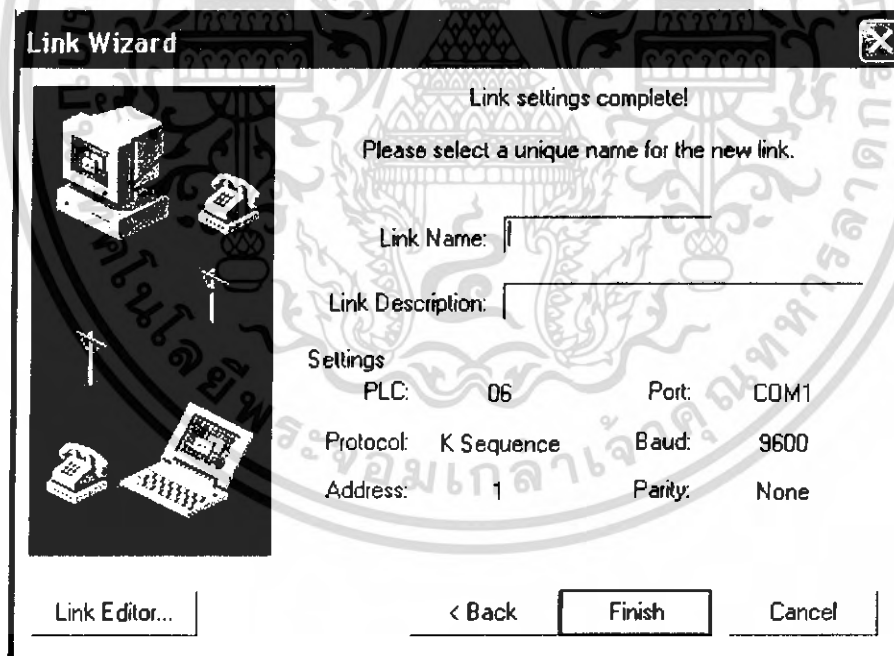 Link Wizard
Link settings complete!
Please select a unique name for the new link.
Link Name:
Link Description:
Settings
PLC: 06 Port: COM1
Protocol: K Sequence Baud: 9600
Address: 1 Parity: None
Link Editor... < Back Finish Cancel